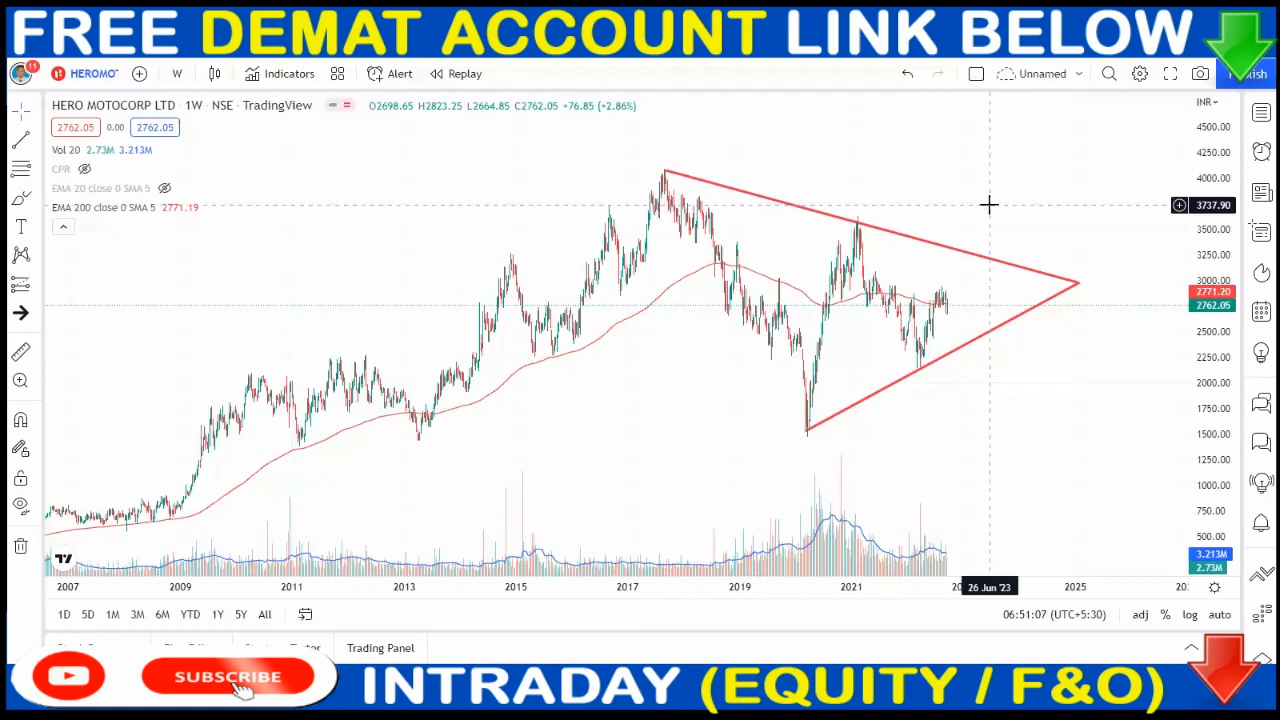 FREE DEMAT ACCOUNT LINK BELOW
11 HEROMO W Indicators Alert Replay Unnamed Publish
HERO MOTOCORP LTD · 1W · NSE · TradingView O2698.65 H2823.25 L2664.85 C2762.05 +76.85 (+2.86%) INR
2762.05 0.00 2762.05
Vol 20 2.73M 3.213M
CPR
EMA 20 close 0 SMA 5
EMA 200 close 0 SMA 5 2771.19
4500.00
4250.00
4000.00
3737.90
3500.00
3250.00
3000.00
2771.20
2762.05
2500.00
2250.00
2000.00
1750.00
1500.00
1250.00
1000.00
750.00
500.00
3.213M
2.73M
2007 2009 2011 2013 2015 2017 2019 2021 26 Jun '23 2025
1D 5D 1M 3M 6M YTD 1Y 5Y All 06:51:07 (UTC+5:30) adj % log auto
Trading Panel
SUBSCRIBE
INTRADAY (EQUITY / F&O)